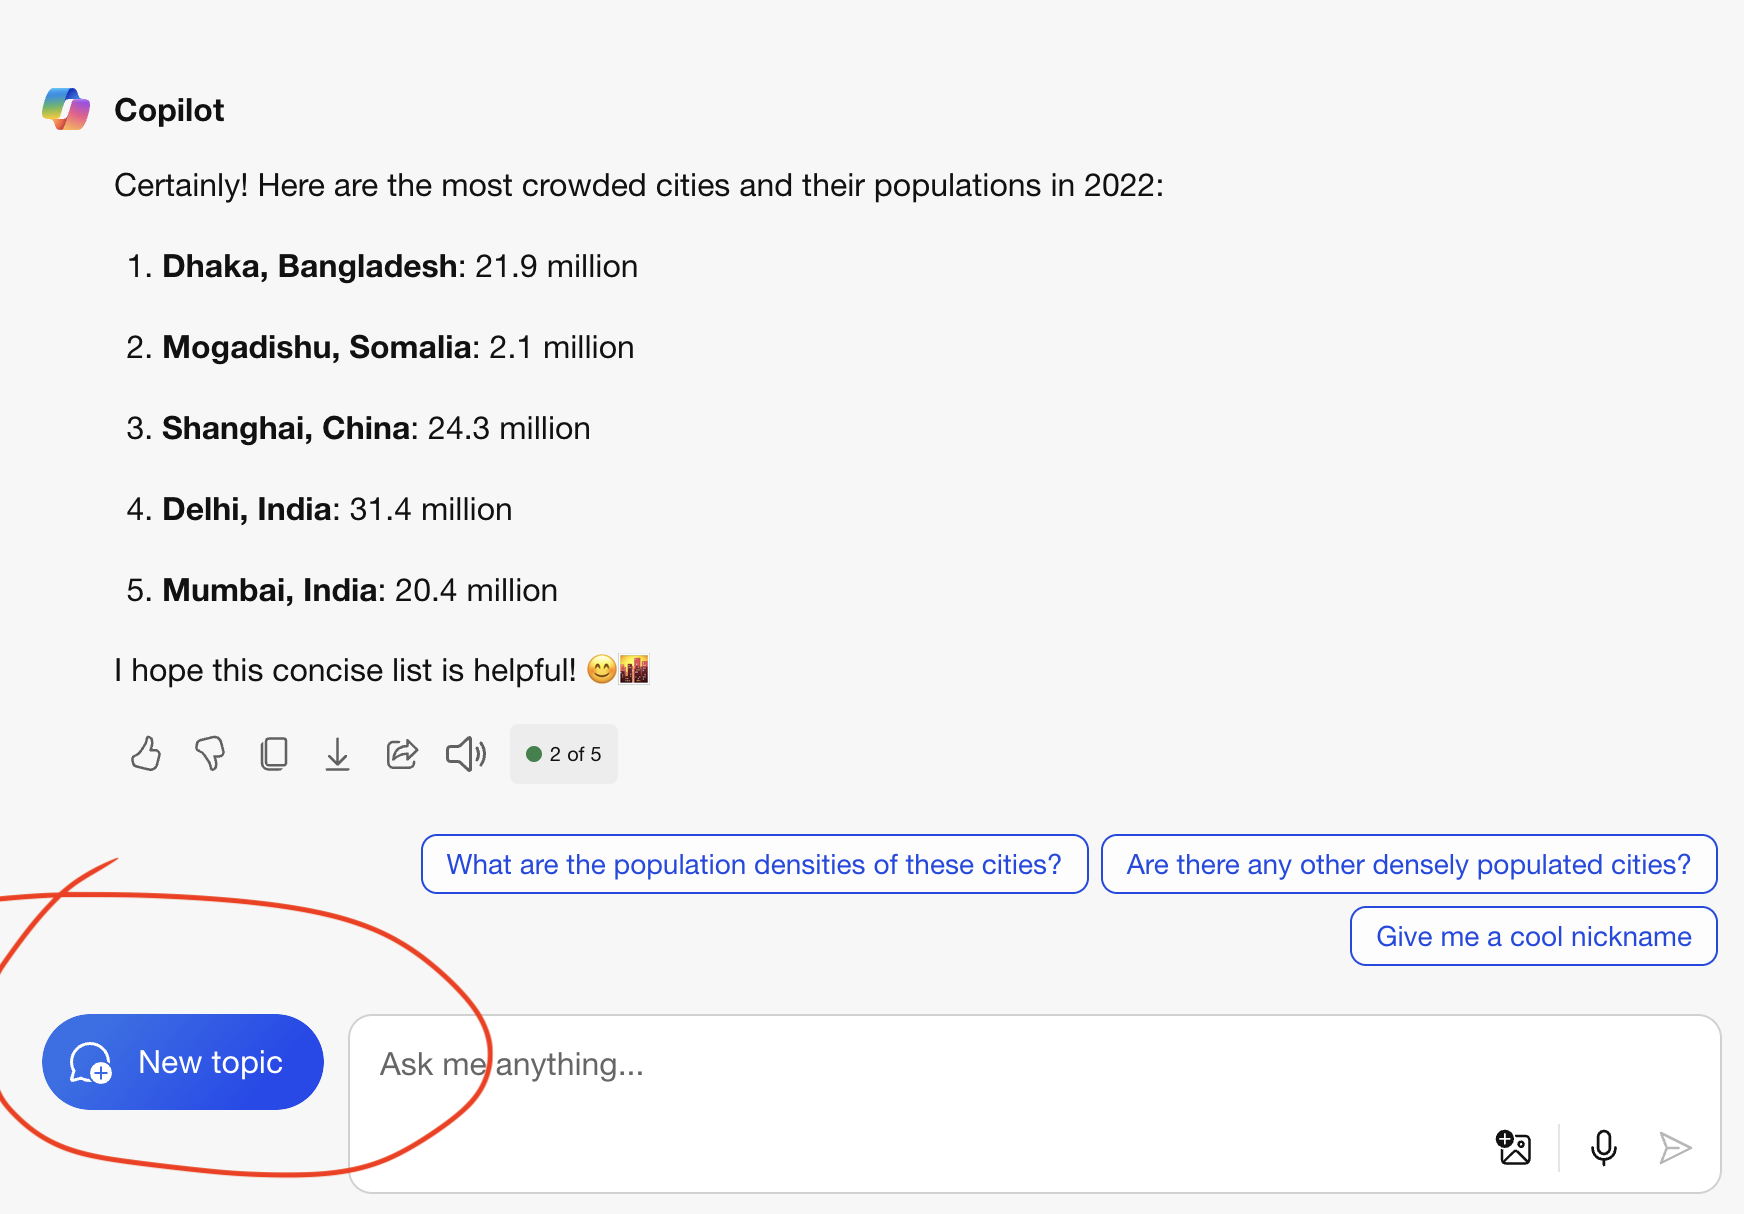 Copilot
Certainly! Here are the most crowded cities and their populations in 2022:
1. Dhaka, Bangladesh: 21.9 million
2. Mogadishu, Somalia: 2.1 million
3. Shanghai, China: 24.3 million
4. Delhi, India: 31.4 million
5. Mumbai, India: 20.4 million
I hope this concise list is helpful! 😊🌇
2 of 5
What are the population densities of these cities? Are there any other densely populated cities?
Give me a cool nickname
New topic Ask me anything...